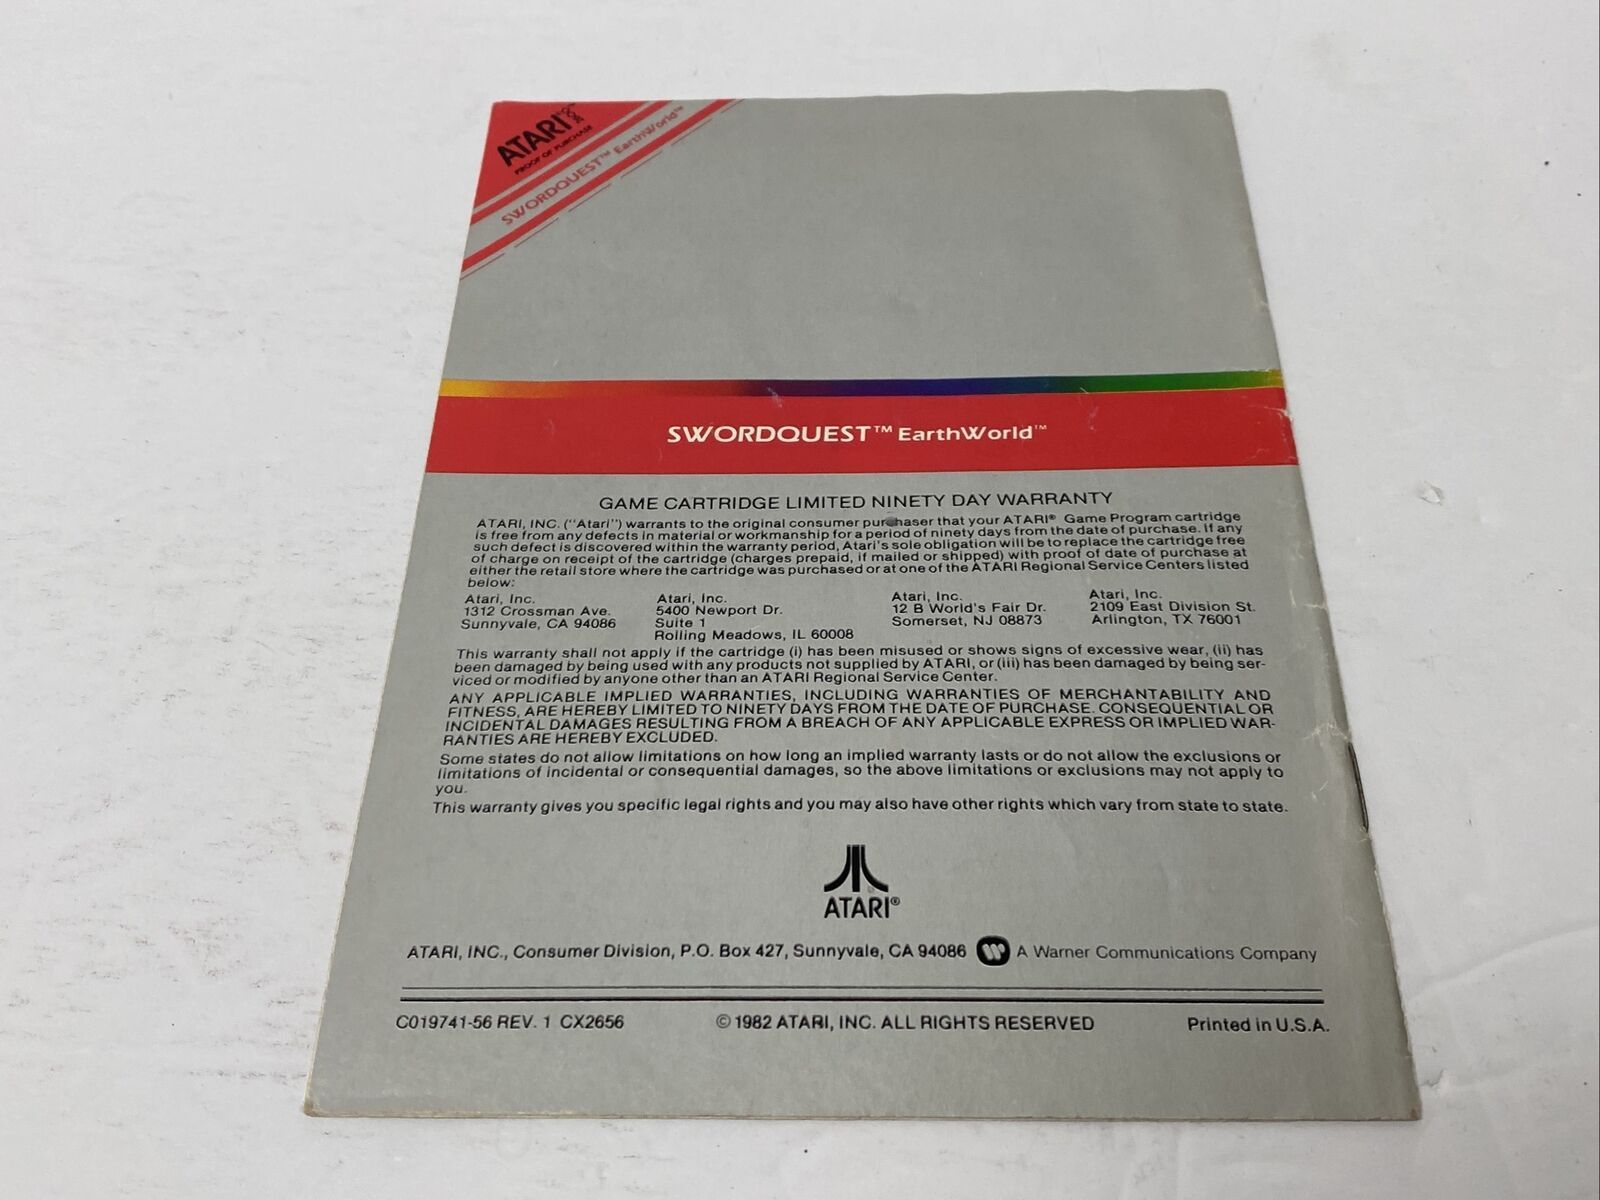 ATARI®
PROOF OF PURCHASE
SWORDQUEST™ EarthWorld™
SWORDQUEST™ EarthWorld™
GAME CARTRIDGE LIMITED NINETY DAY WARRANTY
ATARI, INC. ("Atari") warrants to the original consumer purchaser that your ATARI® Game Program cartridge
is free from any defects in material or workmanship for a period of ninety days from the date of purchase. If any
such defect is discovered within the warranty period, Atari's sole obligation will be to replace the cartridge free
of charge on receipt of the cartridge (charges prepaid, if mailed or shipped) with proof of date of purchase at
either the retail store where the cartridge was purchased or at one of the ATARI Regional Service Centers listed
below:
Atari, Inc.
1312 Crossman Ave.
Sunnyvale, CA 94086
Atari, Inc.
5400 Newport Dr.
Suite 1
Rolling Meadows, IL 60008
Atari, Inc.
12 B World's Fair Dr.
Somerset, NJ 08873
Atari, Inc.
2109 East Division St.
Arlington, TX 76001
This warranty shall not apply if the cartridge (i) has been misused or shows signs of excessive wear, (ii) has
been damaged by being used with any products not supplied by ATARI, or (iii) has been damaged by being ser-
viced or modified by anyone other than an ATARI Regional Service Center.
ANY APPLICABLE IMPLIED WARRANTIES, INCLUDING WARRANTIES OF MERCHANTABILITY AND
FITNESS, ARE HEREBY LIMITED TO NINETY DAYS FROM THE DATE OF PURCHASE. CONSEQUENTIAL OR
INCIDENTAL DAMAGES RESULTING FROM A BREACH OF ANY APPLICABLE EXPRESS OR IMPLIED WAR-
RANTIES ARE HEREBY EXCLUDED.
Some states do not allow limitations on how long an implied warranty lasts or do not allow the exclusions or
limitations of incidental or consequential damages, so the above limitations or exclusions may not apply to
you.
This warranty gives you specific legal rights and you may also have other rights which vary from state to state.
ATARI®
ATARI, INC., Consumer Division, P.O. Box 427, Sunnyvale, CA 94086 A Warner Communications Company
C019741-56 REV. 1 CX2656 © 1982 ATARI, INC. ALL RIGHTS RESERVED Printed in U.S.A.